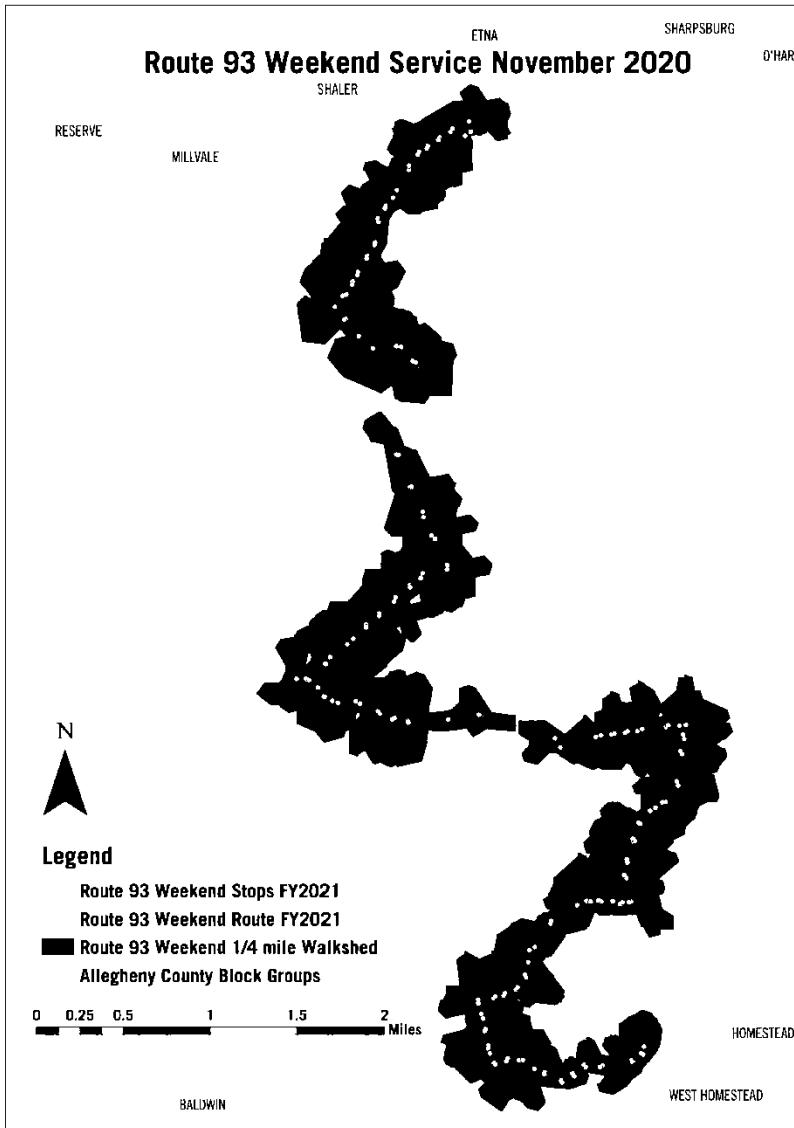 ETNA
SHARPSBURG
O'HAR
Route 93 Weekend Service November 2020
SHALER
RESERVE
MILLVALE
N
Legend
Route 93 Weekend Stops FY2021
Route 93 Weekend Route FY2021
Route 93 Weekend 1/4 mile Walkshed
Allegheny County Block Groups
0 0.25 0.5 1 1.5 2
Miles
HOMESTEAD
WEST HOMESTEAD
BALDWIN